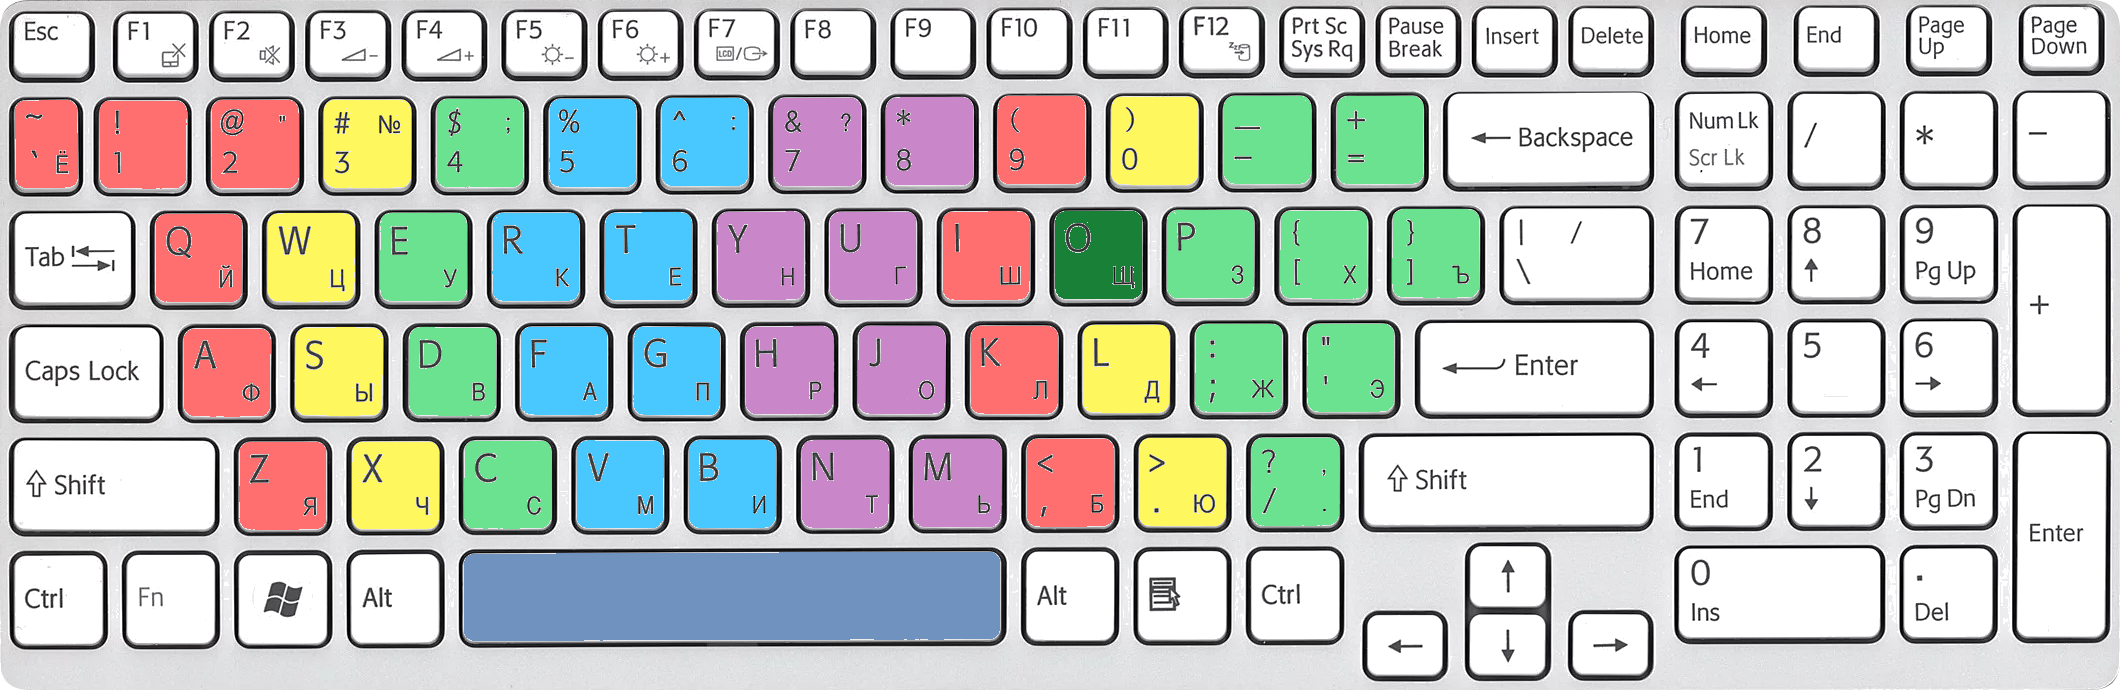 Esc F1 F2 F3 F4 F5 F6 F7 F8 F9 F10 F11 F12 Prt Sc Pause Insert Delete Home End Page Page
Sys Rq Break Up Down
~ ! @ " # № $ ; % ^ : & ? * ( ) — + ← Backspace Num Lk / * −
` Ё 1 2 3 4 5 6 7 8 9 0 - = Scr Lk
Tab Q W E R T Y U I O P { } | / 7 8 9 +
Й Ц У К Е Н Г Ш Щ З [ Х ] Ъ \ Home ↑ Pg Up
Caps Lock A S D F G H J K L : " Enter 4 5 6
Ф Ы В А П Р О Л Д ; Ж ' Э ← →
Shift Z X C V B N M < > ? , Shift 1 2 3 Enter
Я Ч С М И Т Ь , Б . Ю / . End ↓ Pg Dn
Ctrl Fn Alt Alt Ctrl ↑ 0 .
← ↓ → Ins Del